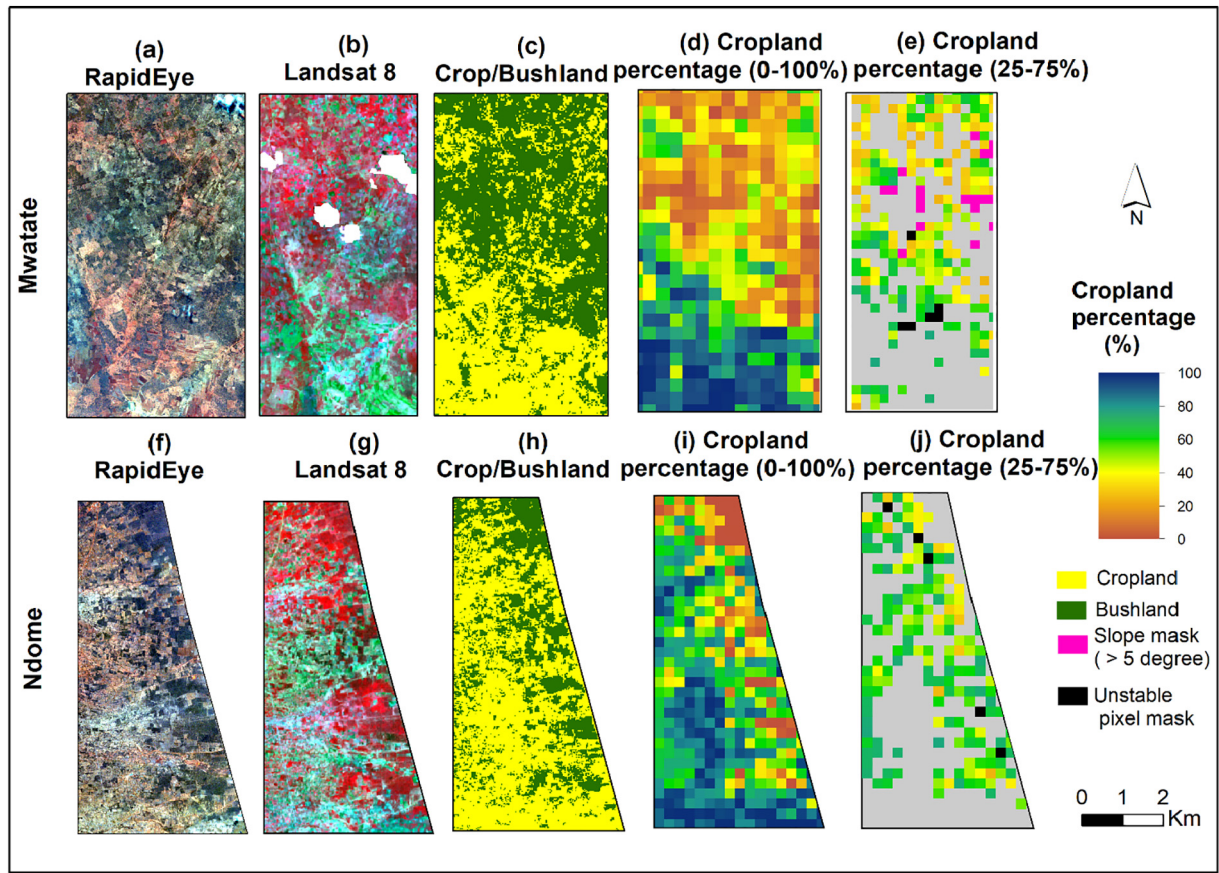 (a)
RapidEye
(b)
Landsat 8
(c)
Crop/Bushland
(d) Cropland
percentage (0-100%)
(e) Cropland
percentage (25-75%)
Mwatate
N
Cropland
percentage
(%)
100
80
60
40
20
0
(f)
RapidEye
(g)
Landsat 8
(h)
Crop/Bushland
(i) Cropland
percentage (0-100%)
(j) Cropland
percentage (25-75%)
Ndome
Cropland
Bushland
Slope mask
( > 5 degree)
Unstable
pixel mask
0 1 2
Km